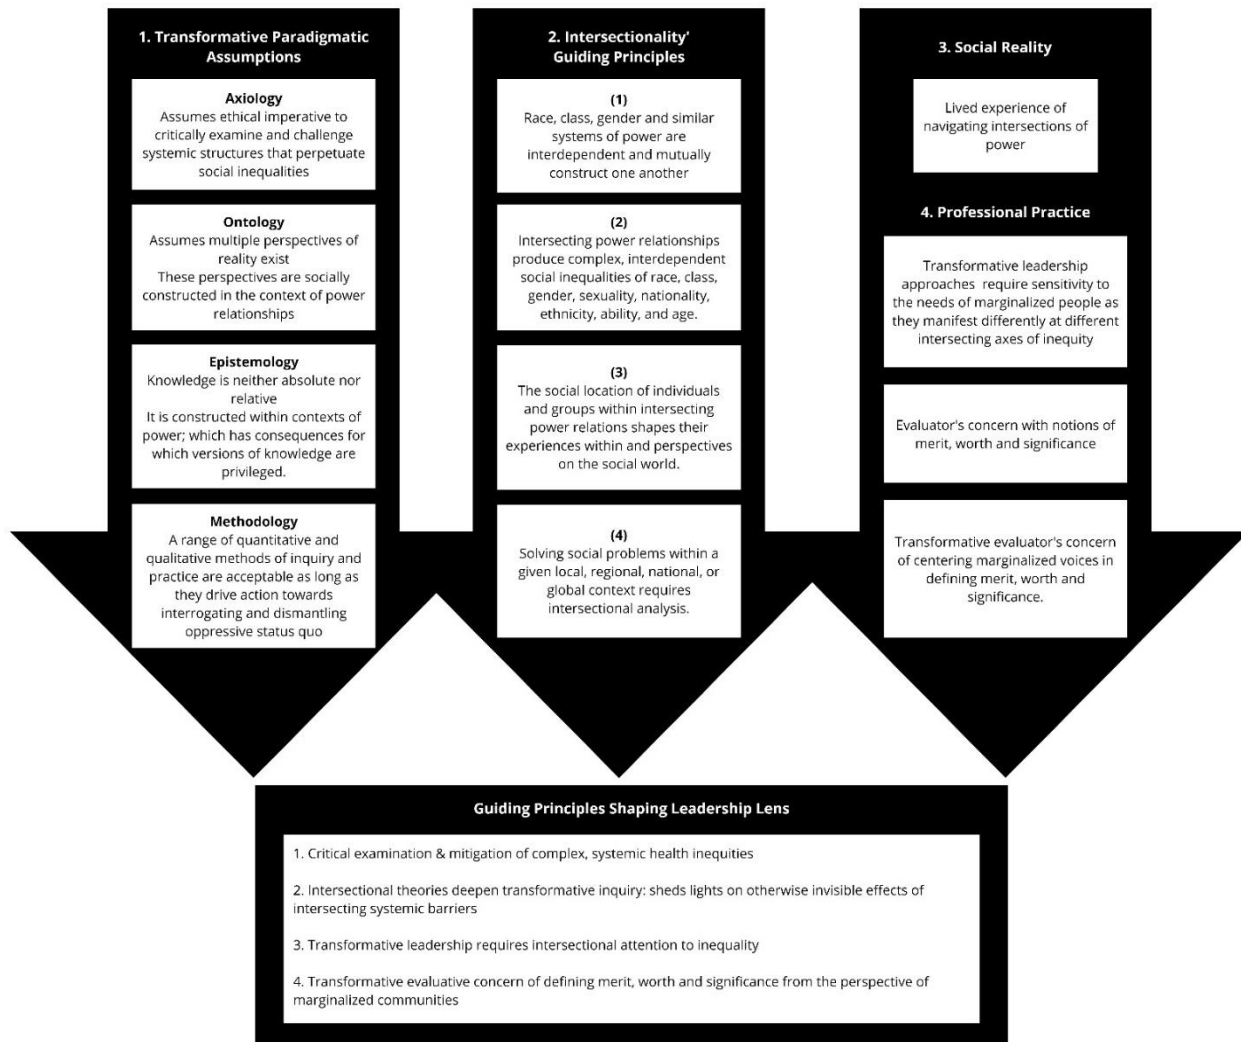 1. Transformative Paradigmatic
Assumptions
Axiology
Assumes ethical imperative to
critically examine and challenge
systemic structures that perpetuate
social inequalities
Ontology
Assumes multiple perspectives of
reality exist
These perspectives are socially
constructed in the context of power
relationships
Epistemology
Knowledge is neither absolute nor
relative
It is constructed within contexts of
power; which has consequences for
which versions of knowledge are
privileged.
Methodology
A range of quantitative and
qualitative methods of inquiry and
practice are acceptable as long as
they drive action towards
interrogating and dismantling
oppressive status quo
2. Intersectionality'
Guiding Principles
(1)
Race, class, gender and similar
systems of power are
interdependent and mutually
construct one another
(2)
Intersecting power relationships
produce complex, interdependent
social inequalities of race, class,
gender, sexuality, nationality,
ethnicity, ability, and age.
(3)
The social location of individuals
and groups within intersecting
power relations shapes their
experiences within and perspectives
on the social world.
(4)
Solving social problems within a
given local, regional, national, or
global context requires
intersectional analysis.
3. Social Reality
Lived experience of
navigating intersections of
power
4. Professional Practice
Transformative leadership
approaches require sensitivity to
the needs of marginalized people as
they manifest differently at different
intersecting axes of inequity
Evaluator's concern with notions of
merit, worth and significance
Transformative evaluator's concern
of centering marginalized voices in
defining merit, worth and
significance.
Guiding Principles Shaping Leadership Lens
1. Critical examination & mitigation of complex, systemic health inequities
2. Intersectional theories deepen transformative inquiry: sheds lights on otherwise invisible effects of
intersecting systemic barriers
3. Transformative leadership requires intersectional attention to inequality
4. Transformative evaluative concern of defining merit, worth and significance from the perspective of
marginalized communities